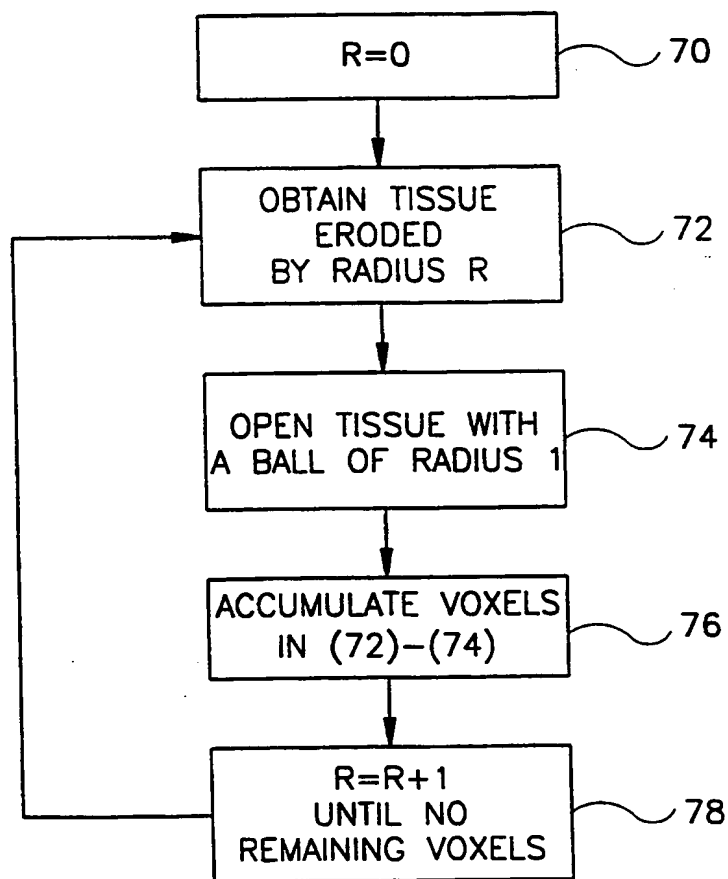 R=0
70
OBTAIN TISSUE
ERODED
BY RADIUS R
72
OPEN TISSUE WITH
A BALL OF RADIUS 1
74
ACCUMULATE VOXELS
IN (72)-(74)
76
R=R+1
UNTIL NO
REMAINING VOXELS
78